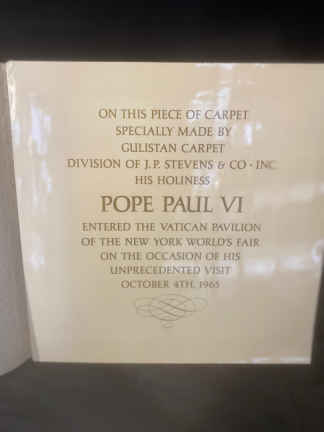 ON THIS PIECE OF CARPET
SPECIALLY MADE BY
GULISTAN CARPET
DIVISION OF J.P. STEVENS & CO · INC
HIS HOLINESS
POPE PAUL VI
ENTERED THE VATICAN PAVILION
OF THE NEW YORK WORLD'S FAIR
ON THE OCCASION OF HIS
UNPRECEDENTED VISIT
OCTOBER 4TH, 1965